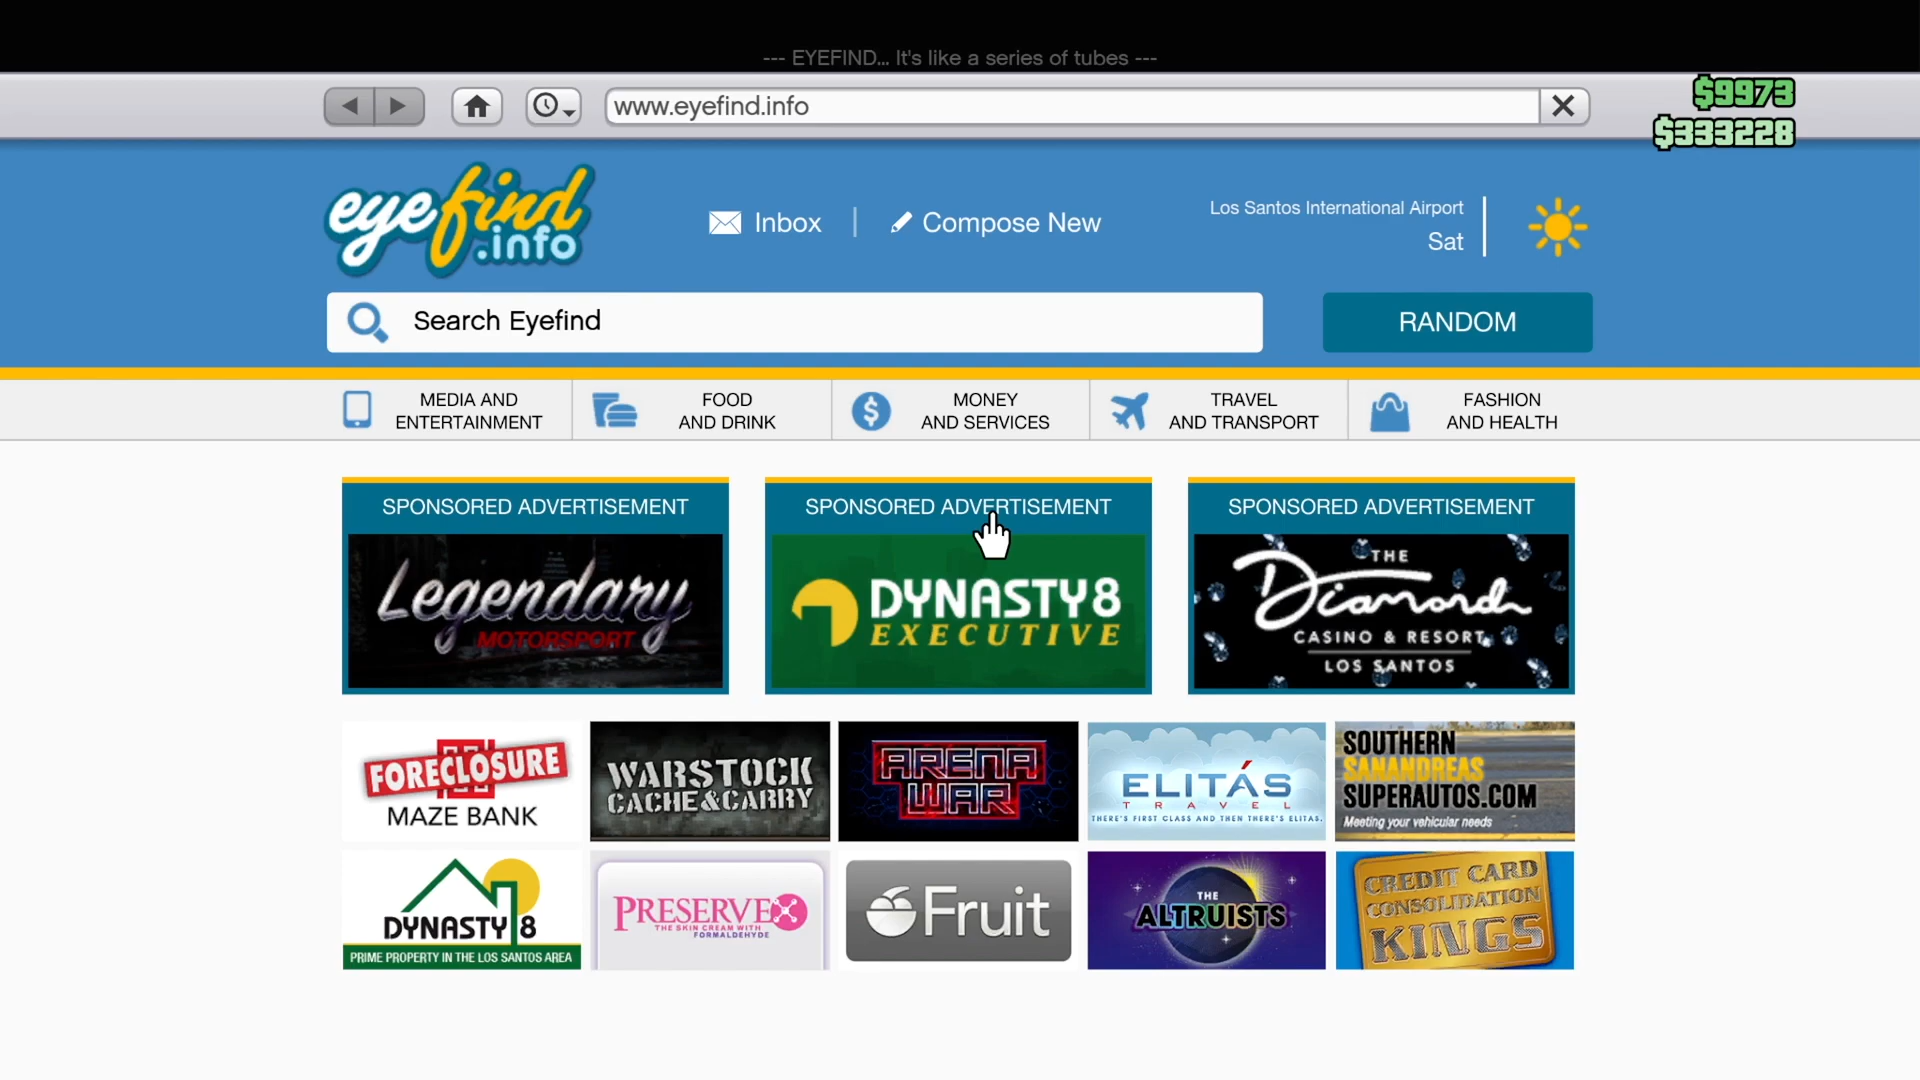 --- EYEFIND... It's like a series of tubes ---
www.eyefind.info
$9973
$333228
eyefind
.info
Inbox
Compose New
Los Santos International Airport
Sat
Search Eyefind
RANDOM
MEDIA AND
ENTERTAINMENT
FOOD
AND DRINK
MONEY
AND SERVICES
TRAVEL
AND TRANSPORT
FASHION
AND HEALTH
SPONSORED ADVERTISEMENT
Legendary
MOTORSPORT
SPONSORED ADVERTISEMENT
DYNASTY8
EXECUTIVE
SPONSORED ADVERTISEMENT
THE
Diamond
CASINO & RESORT
LOS SANTOS
FORECLOSURE
MAZE BANK
WARSTOCK
CACHE&CARRY
ARENA
WAR
ELITÁS
TRAVEL
THERE'S FIRST CLASS AND THEN THERE'S ELITAS.
SOUTHERN
SANANDREAS
SUPERAUTOS.COM
Meeting your vehicular needs
DYNASTY 8
PRIME PROPERTY IN THE LOS SANTOS AREA
PRESERVEX
THE SKIN CREAM WITH
FORMALDEHYDE
Fruit
THE
ALTRUISTS
CREDIT CARD
CONSOLIDATION
KINGS